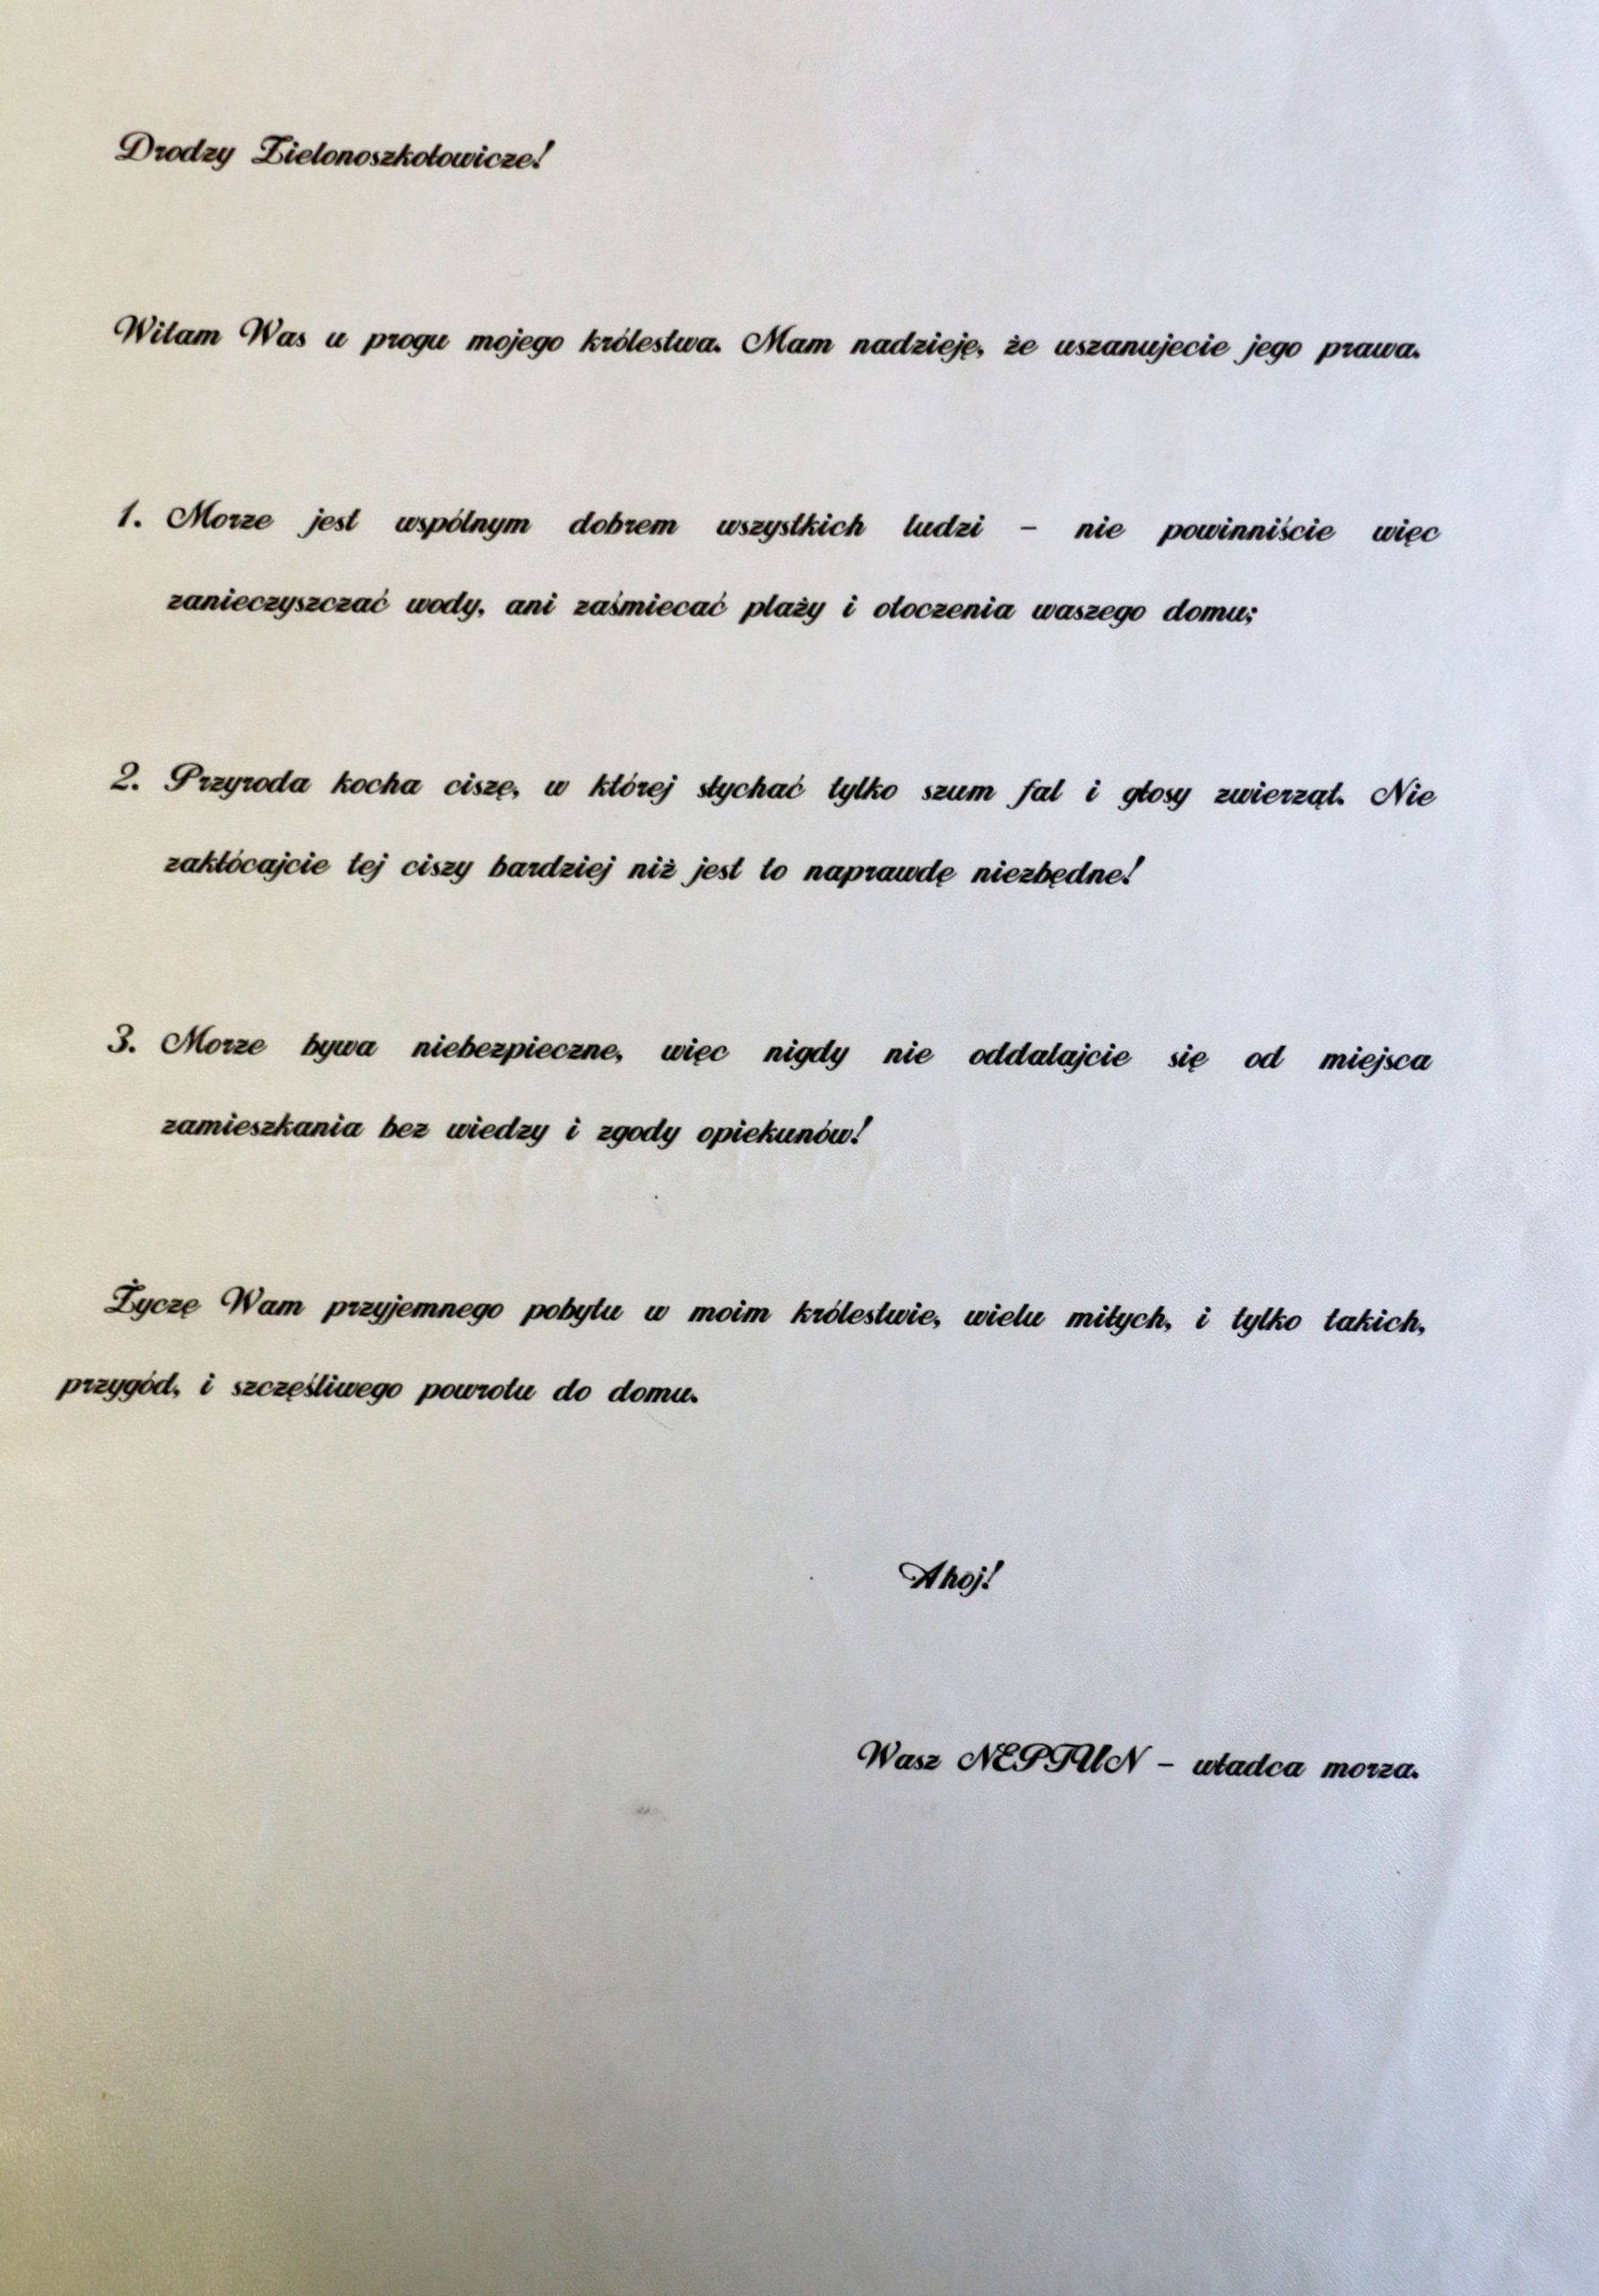 Drodzy Zielonoszkołowicze!
Witam Was u progu mojego królestwa. Mam nadzieję, że uszanujecie jego prawa.
1. Morze jest wspólnym dobrem wszystkich ludzi – nie powinniście więc
zanieczyszczać wody, ani zaśmiecać plaży i otoczenia waszego domu;
2. Przyroda kocha ciszę, w której słychać tylko szum fal i głosy zwierząt. Nie
zakłócajcie tej ciszy bardziej niż jest to naprawdę niezbędne!
3. Morze bywa niebezpieczne, więc nigdy nie oddalajcie się od miejsca
zamieszkania bez wiedzy i zgody opiekunów!
Życzę Wam przyjemnego pobytu w moim królestwie, wielu miłych, i tylko takich,
przygód, i szczęśliwego powrotu do domu.
Ahoj!
Wasz NEPTUN – władca morza.